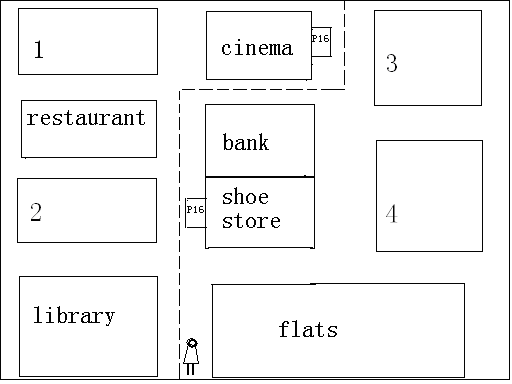 1
cinema
P16
3
restaurant
bank
2
shoe
store
P16
4
library
flats